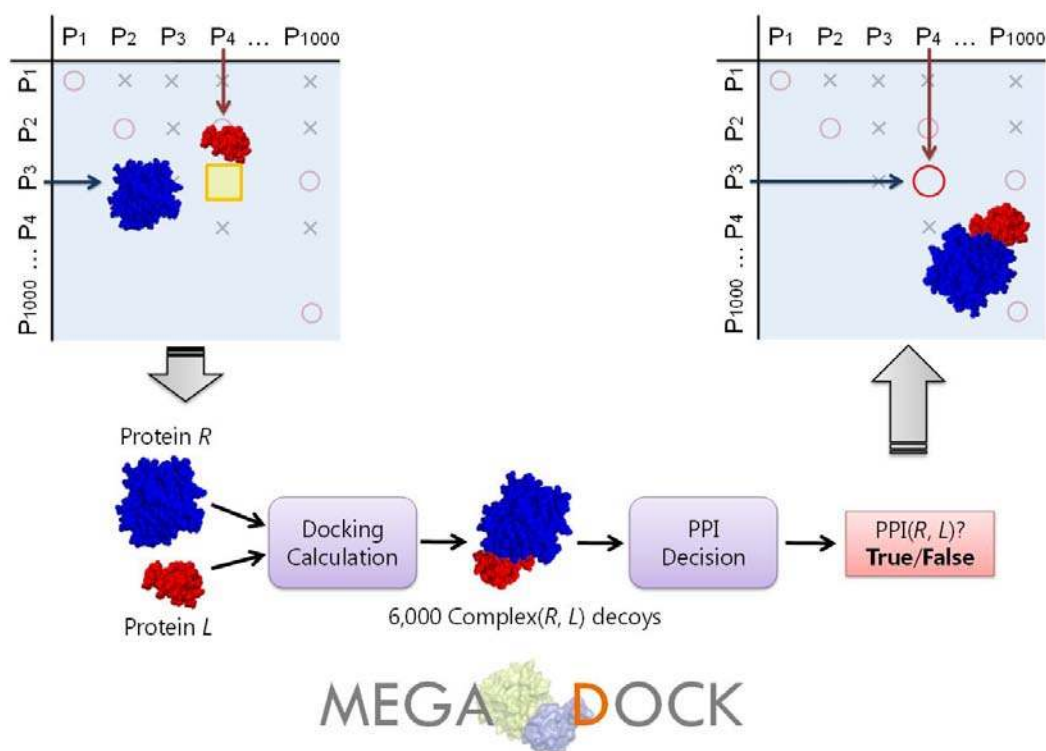 P1 P2 P3 P4 ... P1000
P1
P2
P3
P4
...
P1000
P1 P2 P3 P4 ... P1000
P1
P2
P3
P4
...
P1000
Protein R
Protein L
Docking
Calculation
6,000 Complex(R, L) decoys
PPI
Decision
PPI(R, L)?
True/False
MEGADOCK